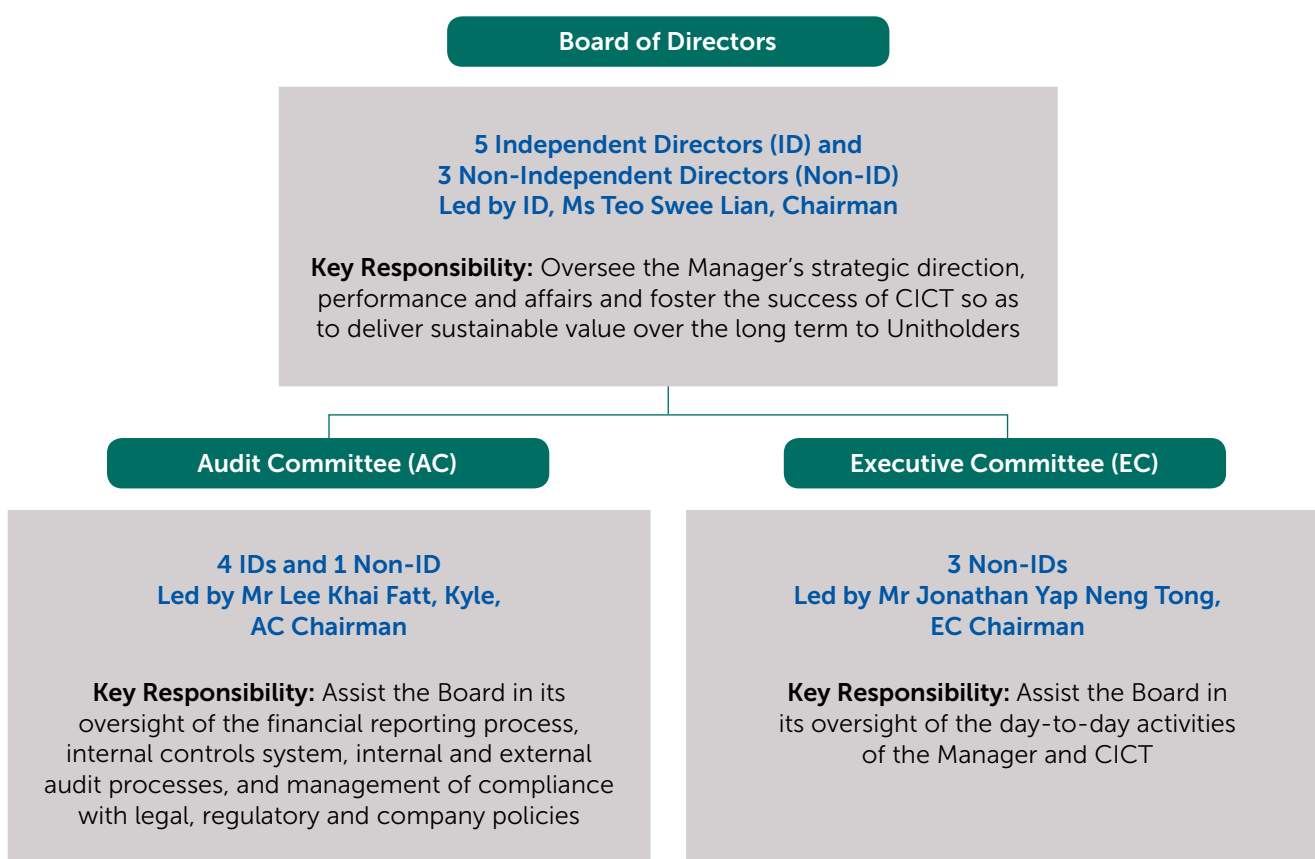 Board of Directors
5 Independent Directors (ID) and
3 Non-Independent Directors (Non-ID)
Led by ID, Ms Teo Swee Lian, Chairman
Key Responsibility: Oversee the Manager’s strategic direction,
performance and affairs and foster the success of CICT so as
to deliver sustainable value over the long term to Unitholders
Audit Committee (AC)
4 IDs and 1 Non-ID
Led by Mr Lee Khai Fatt, Kyle,
AC Chairman
Key Responsibility: Assist the Board in its
oversight of the financial reporting process,
internal controls system, internal and external
audit processes, and management of compliance
with legal, regulatory and company policies
Executive Committee (EC)
3 Non-IDs
Led by Mr Jonathan Yap Neng Tong,
EC Chairman
Key Responsibility: Assist the Board in
its oversight of the day-to-day activities
of the Manager and CICT